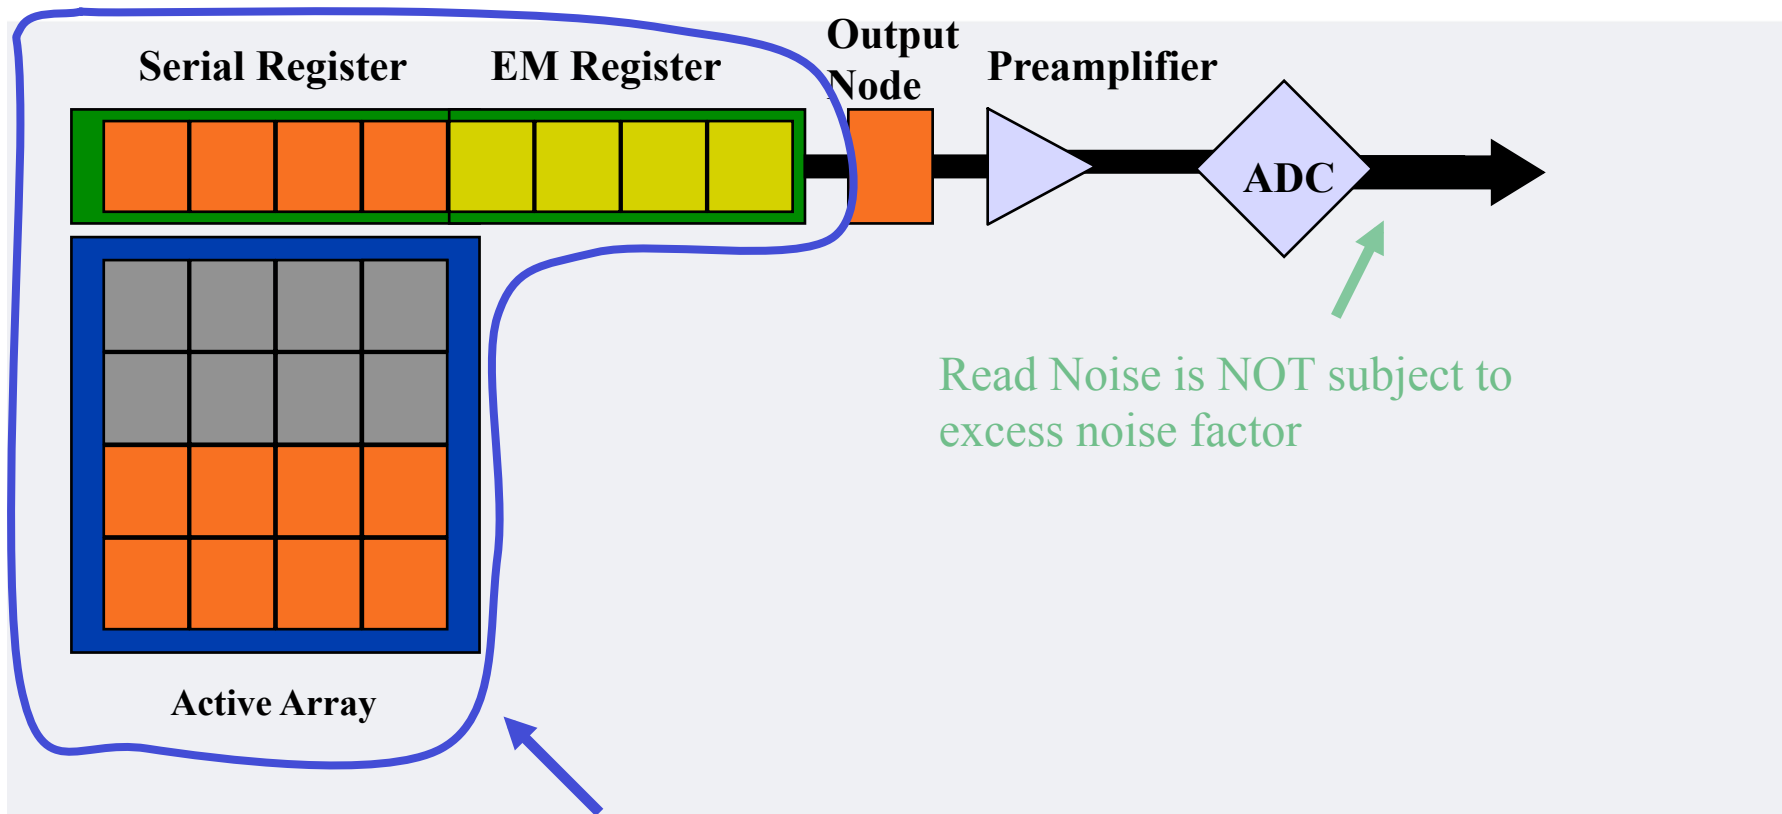 Serial Register
EM Register
Output
Node
Preamplifier
ADC
Read Noise is NOT subject to
excess noise factor
Active Array